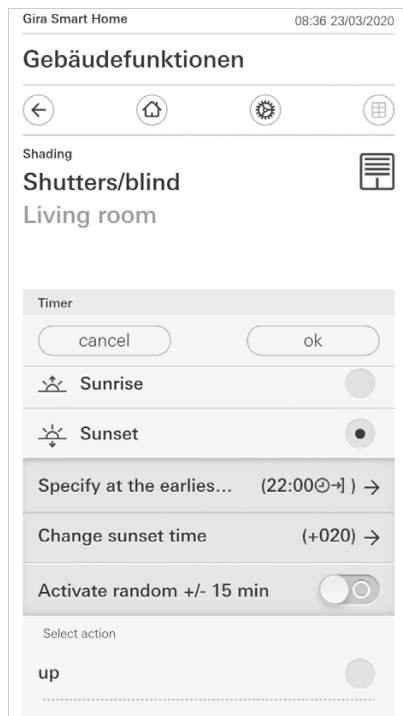 Gira Smart Home 08:36 23/03/2020
Gebäudefunktionen
Shading
Shutters/blind
Living room
Timer
cancel ok
Sunrise
Sunset
Specify at the earlies... (22:00 )
Change sunset time (+020)
Activate random +/- 15 min
Select action
up